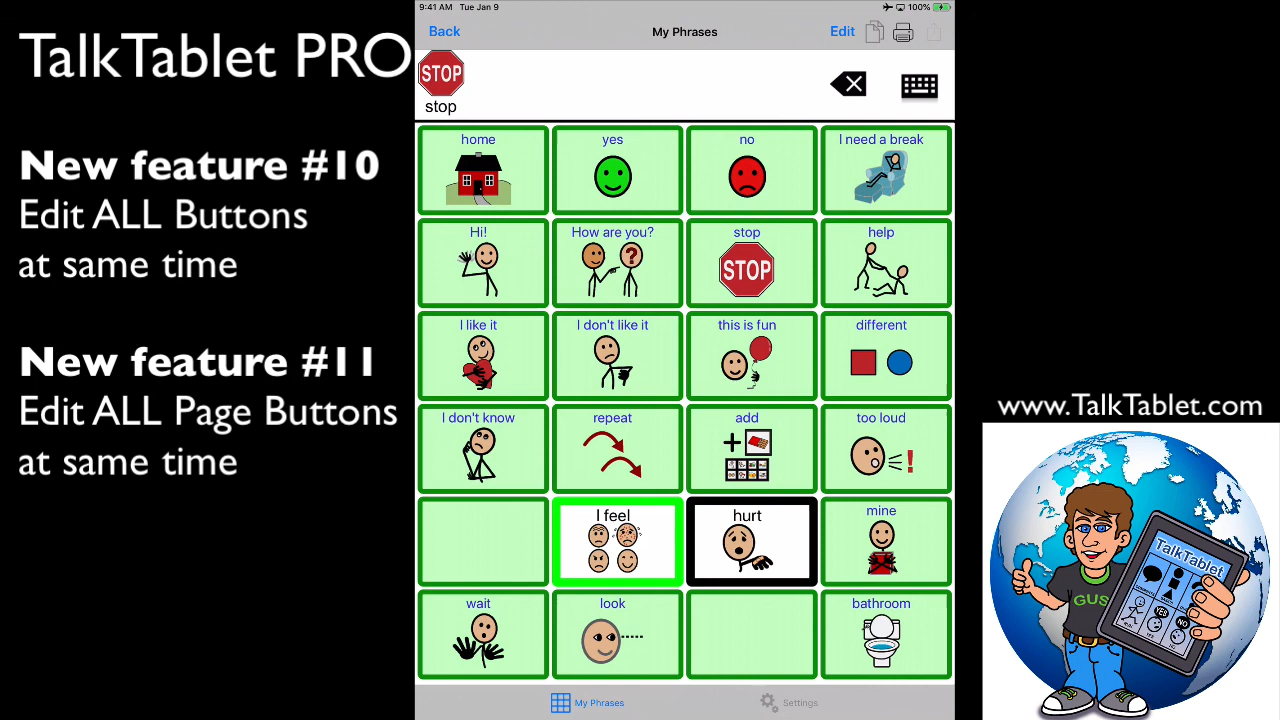 TalkTablet PRO
New feature #10
Edit ALL Buttons
at same time
New feature #11
Edit ALL Page Buttons
at same time
9:41 AM Tue Jan 9
100%
Back
My Phrases
Edit
STOP
stop
home
yes
no
I need a break
Hi!
How are you?
stop
help
STOP
I like it
I don't like it
this is fun
different
I don't know
repeat
add
too loud
I feel
hurt
mine
wait
look
bathroom
My Phrases
Settings
www.TalkTablet.com
TalkTablet
YES
NO
GUS